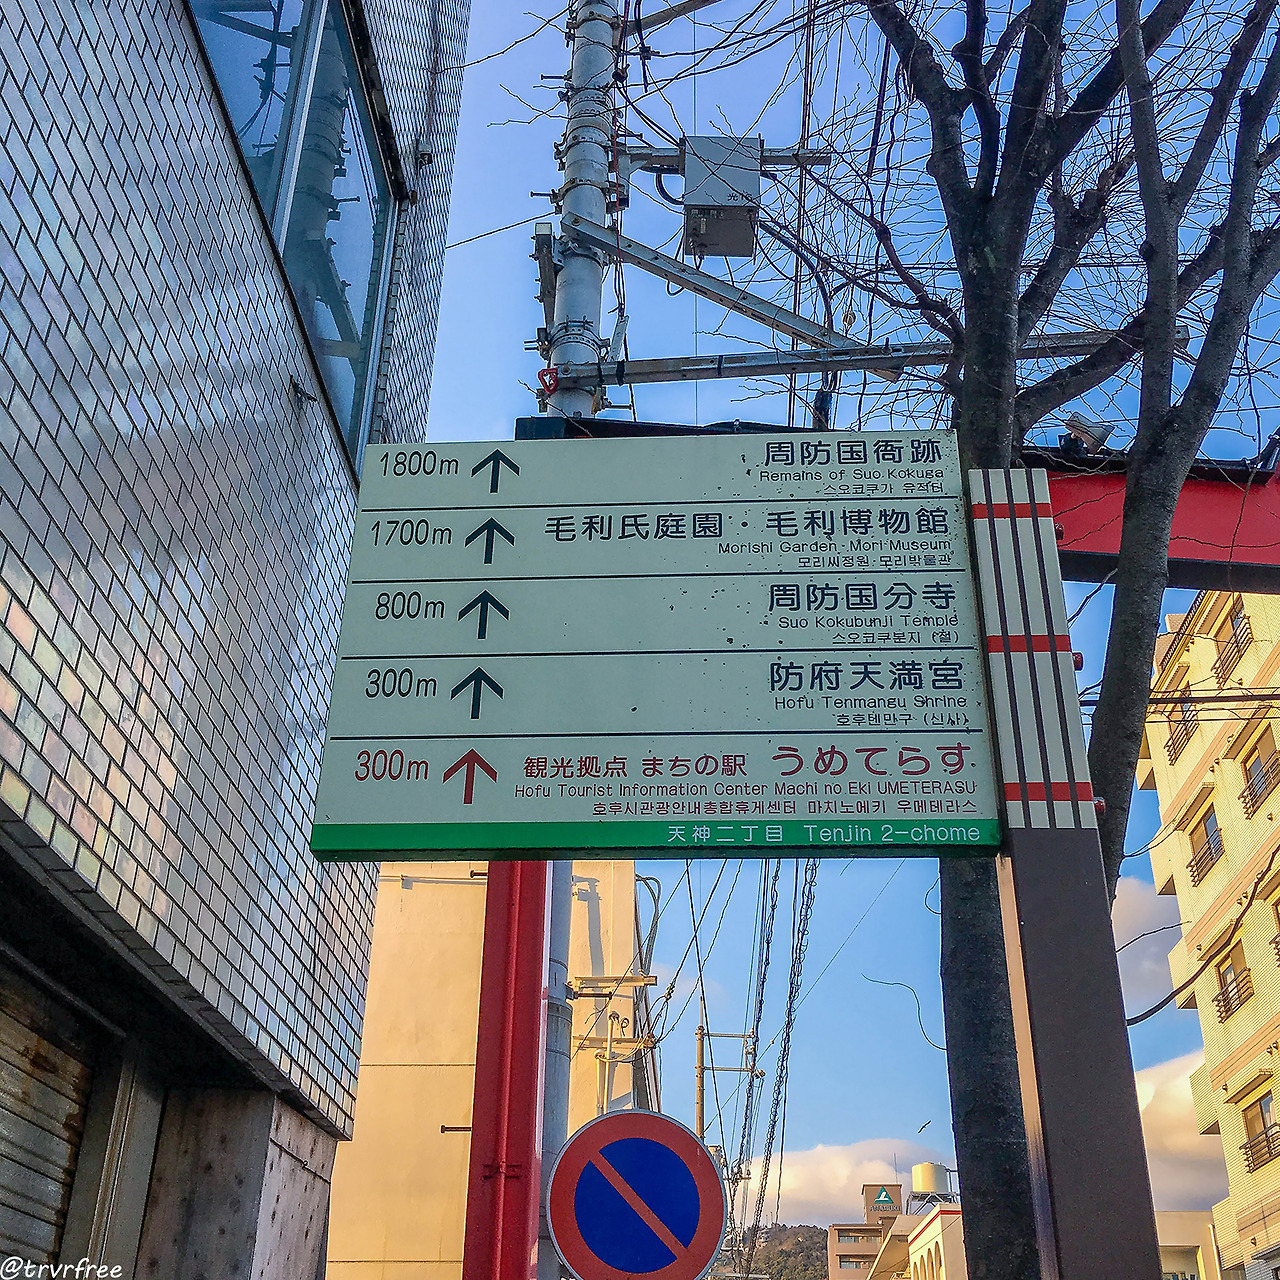 1800m ↑ 周防国衙跡
Remains of Suo Kokuga
스오코쿠가 유적터
1700m ↑ 毛利氏庭園・毛利博物館
Morishi Garden・Mori Museum
모리씨정원・모리박물관
800m ↑ 周防国分寺
Suo Kokubunji Temple
스오코쿠분지 (절)
300m ↑ 防府天満宮
Hofu Tenmangu Shrine
호후텐만구 (신사)
300m ↑ 観光拠点 まちの駅 うめてらす
Hofu Tourist Information Center Machi no Eki UMETERASU
호후시관광안내총합휴게센터 마치노에키 우메테라스
天神二丁目 Tenjin 2-chome
@trvrfree